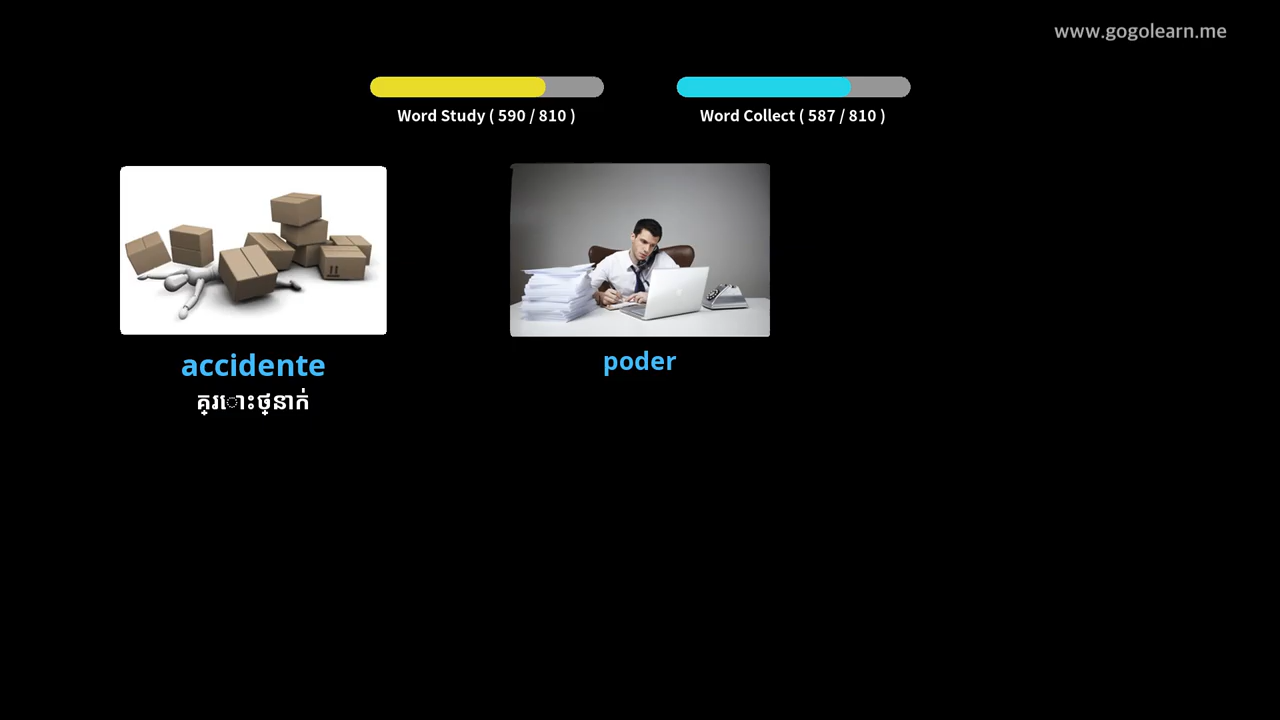 www.gogolearn.me
Word Study ( 590 / 810 )
Word Collect ( 587 / 810 )
accidente
គ្រោះថ្នាក់
poder